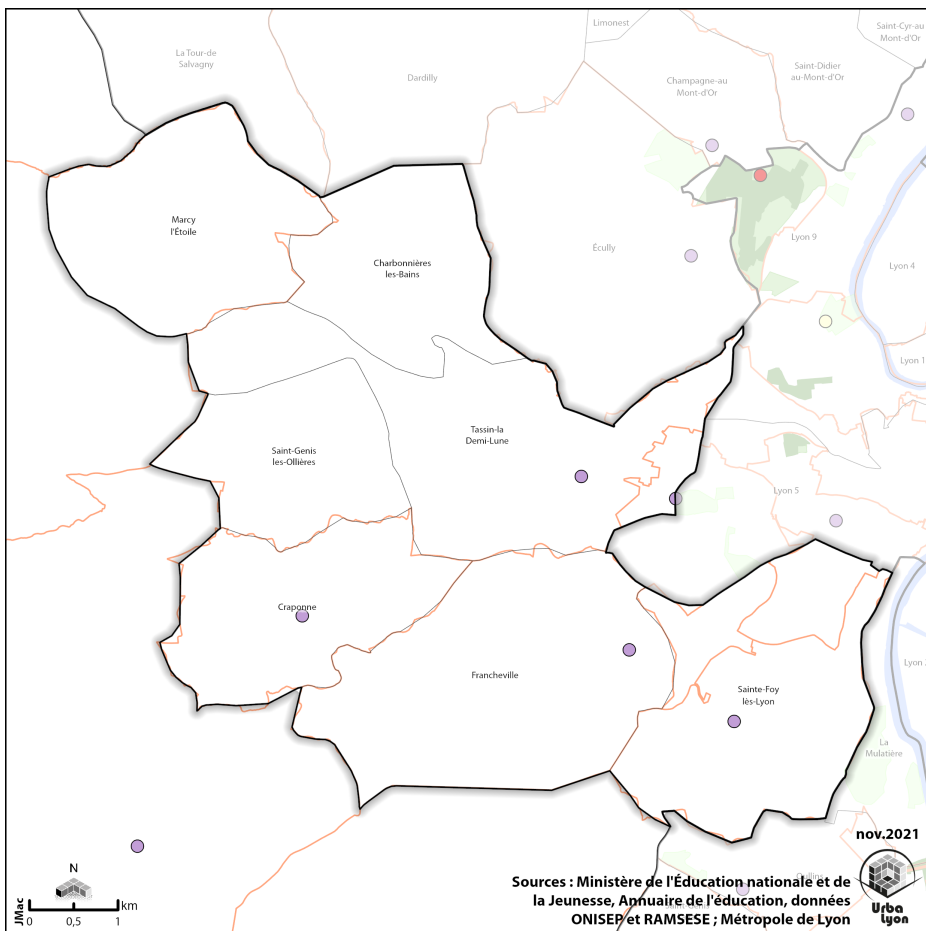 Limonest
Saint-Cyr-au
Mont-d'Or
La Tour-de
Salvagny
Dardilly
Champagne-au
Mont-d'Or
Saint-Didier
au-Mont-d'Or
Marcy
l'Étoile
Charbonnières
les-Bains
Écully
Lyon 9
Lyon 4
Lyon 1
Tassin-la
Demi-Lune
Saint-Genis
les-Ollières
Lyon 5
Craponne
Francheville
Sainte-Foy
lès-Lyon
Lyon
La
Mulatière
nov.2021
Sources : Ministère de l'Éducation nationale et de
la Jeunesse, Annuaire de l'éducation, données
ONISEP et RAMSESE ; Métropole de Lyon
Oullins
Saint-Genis
Urba
Lyon
JMac
N
0
0,5
1
km